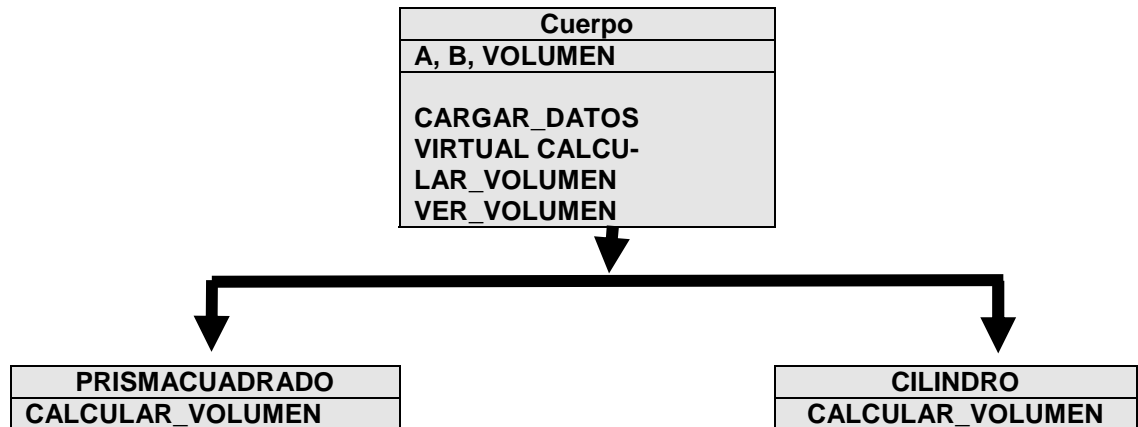 Cuerpo
A, B, VOLUMEN
CARGAR_DATOS
VIRTUAL CALCU-
LAR_VOLUMEN
VER_VOLUMEN
PRISMACUADRADO
CALCULAR_VOLUMEN
CILINDRO
CALCULAR_VOLUMEN